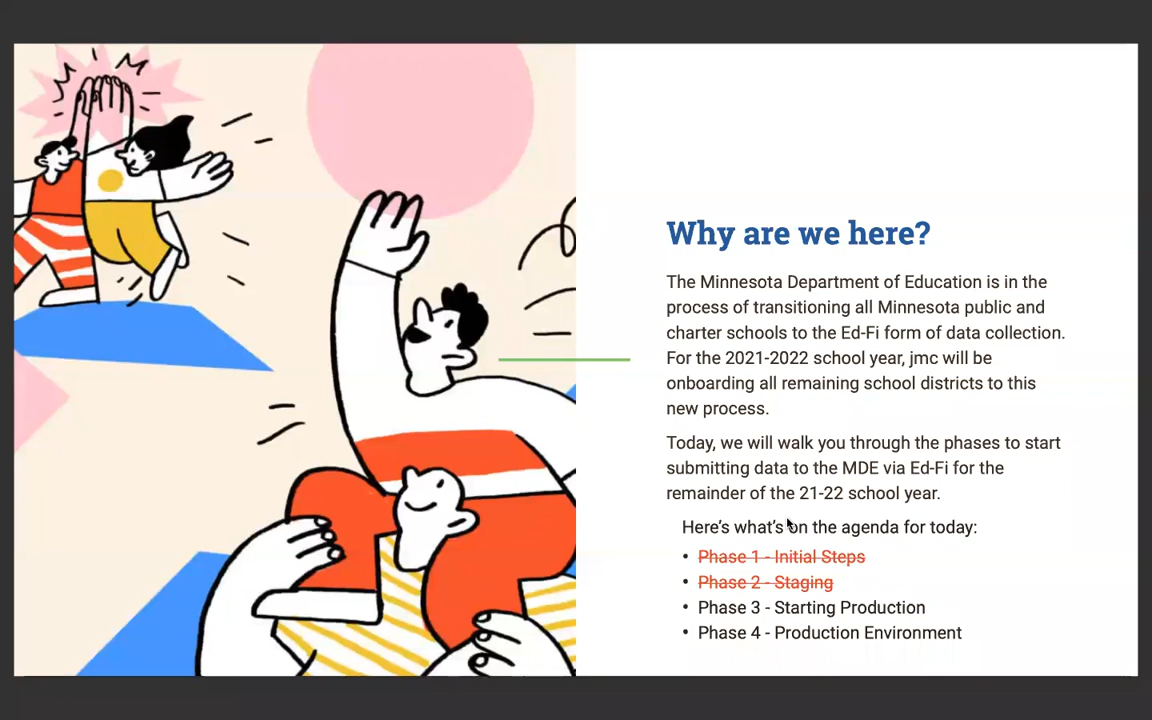 Why are we here?
The Minnesota Department of Education is in the
process of transitioning all Minnesota public and
charter schools to the Ed-Fi form of data collection.
For the 2021-2022 school year, jmc will be
onboarding all remaining school districts to this
new process.
Today, we will walk you through the phases to start
submitting data to the MDE via Ed-Fi for the
remainder of the 21-22 school year.
Here’s what’s on the agenda for today:
• Phase 1 - Initial Steps
• Phase 2 - Staging
• Phase 3 - Starting Production
• Phase 4 - Production Environment